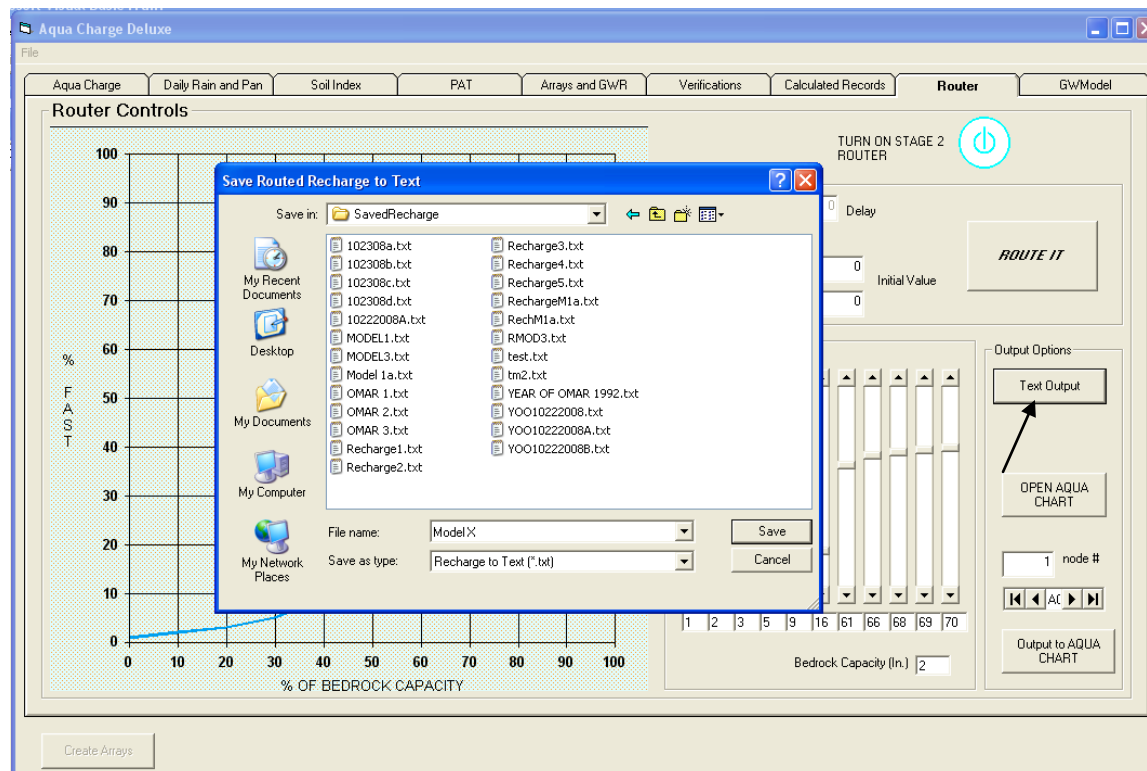 Aqua Charge Deluxe
File
Aqua Charge
Daily Rain and Pan
Soil Index
PAT
Arrays and GWR
Verifications
Calculated Records
Router
GWModel
Router Controls
TURN ON STAGE 2
ROUTER
0 Delay
ROUTE IT
0
Initial Value
0
100
90
80
70
60
50
40
30
20
10
0
% FAST
0 10 20 30 40 50 60 70 80 90 100
% OF BEDROCK CAPACITY
Save Routed Recharge to Text
Save in: SavedRecharge
My Recent
Documents
Desktop
My Documents
My Computer
My Network
Places
102308a.txt
102308b.txt
102308c.txt
102308d.txt
10222008A.txt
MODEL1.txt
MODEL3.txt
Model 1a.txt
OMAR 1.txt
OMAR 2.txt
OMAR 3.txt
Recharge1.txt
Recharge2.txt
Recharge3.txt
Recharge4.txt
Recharge5.txt
RechargeM1a.txt
RechM1a.txt
RMOD3.txt
test.txt
tm2.txt
YEAR OF OMAR 1992.txt
YOO10222008.txt
YOO10222008A.txt
YOO10222008B.txt
File name: Model X
Save as type: Recharge to Text (*.txt)
Save
Cancel
1 2 3 5 9 16 61 66 68 69 70
Bedrock Capacity (In.) 2
Output Options
Text Output
OPEN AQUA
CHART
1 node #
Output to AQUA
CHART
Create Arrays